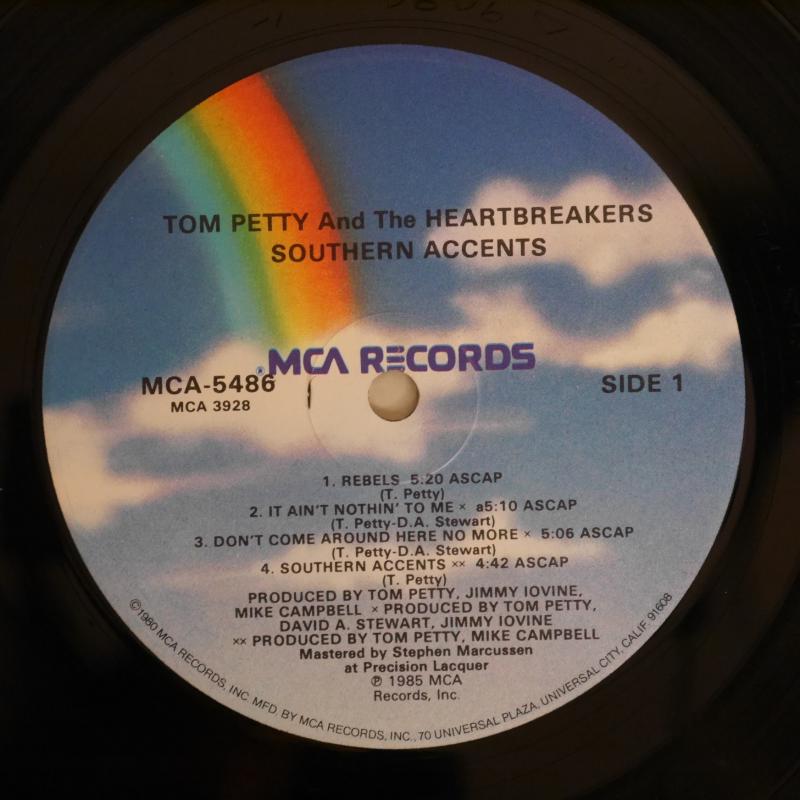 TOM PETTY And The HEARTBREAKERS
SOUTHERN ACCENTS
MCA RECORDS
MCA-5486
MCA 3928
SIDE 1
1. REBELS 5:20 ASCAP
(T. Petty)
2. IT AIN'T NOTHIN' TO ME × a5:10 ASCAP
(T. Petty-D.A. Stewart)
3. DON'T COME AROUND HERE NO MORE × 5:06 ASCAP
(T. Petty-D.A. Stewart)
4. SOUTHERN ACCENTS ×× 4:42 ASCAP
(T. Petty)
PRODUCED BY TOM PETTY, JIMMY IOVINE,
MIKE CAMPBELL × PRODUCED BY TOM PETTY,
DAVID A. STEWART, JIMMY IOVINE
×× PRODUCED BY TOM PETTY, MIKE CAMPBELL
Mastered by Stephen Marcussen
at Precision Lacquer
℗ 1985 MCA
Records, Inc.
©1980 MCA RECORDS, INC. MFD. BY MCA RECORDS, INC., 70 UNIVERSAL PLAZA, UNIVERSAL CITY, CALIF. 91608